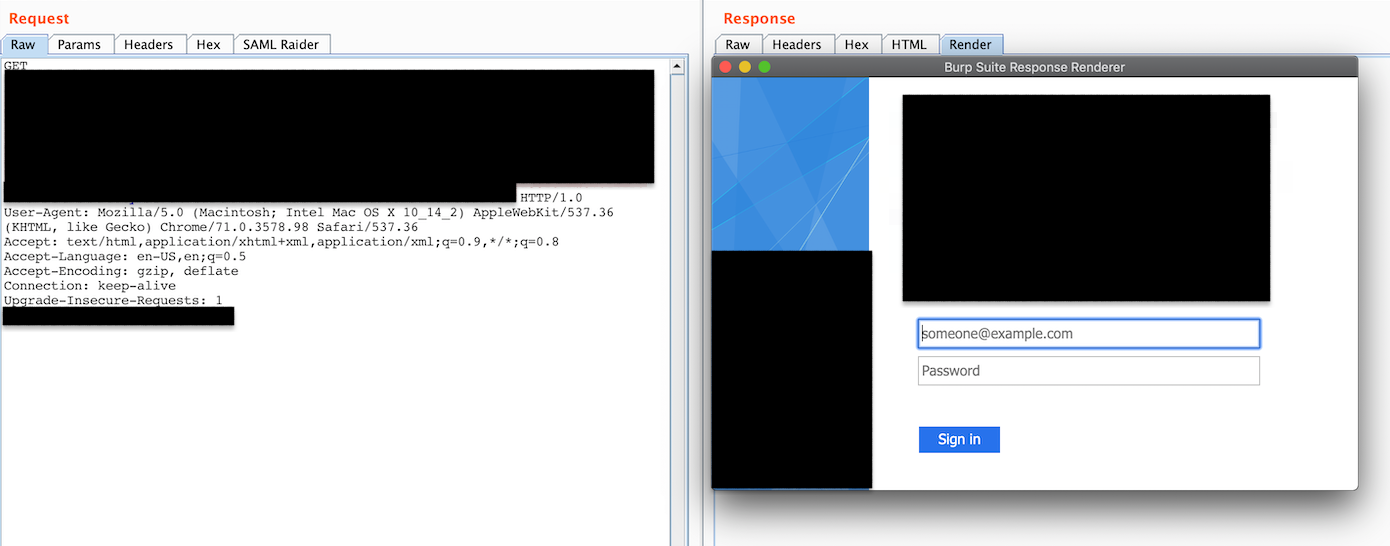 Request
Raw Params Headers Hex SAML Raider
GET
HTTP/1.0
User-Agent: Mozilla/5.0 (Macintosh; Intel Mac OS X 10_14_2) AppleWebKit/537.36
(KHTML, like Gecko) Chrome/71.0.3578.98 Safari/537.36
Accept: text/html,application/xhtml+xml,application/xml;q=0.9,*/*;q=0.8
Accept-Language: en-US,en;q=0.5
Accept-Encoding: gzip, deflate
Connection: keep-alive
Upgrade-Insecure-Requests: 1
Response
Raw Headers Hex HTML Render
Burp Suite Response Renderer
someone@example.com
Password
Sign in